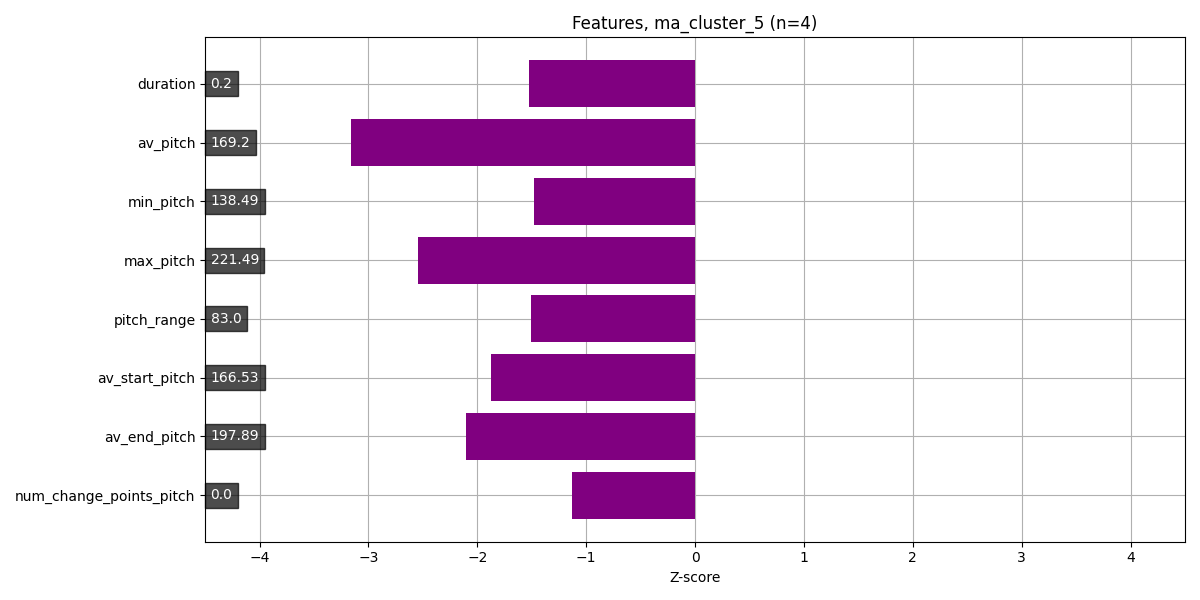 Features, ma_cluster_5 (n=4)
duration 0.2
av_pitch 169.2
min_pitch 138.49
max_pitch 221.49
pitch_range 83.0
av_start_pitch 166.53
av_end_pitch 197.89
num_change_points_pitch 0.0
−4 −3 −2 −1 0 1 2 3 4
Z-score